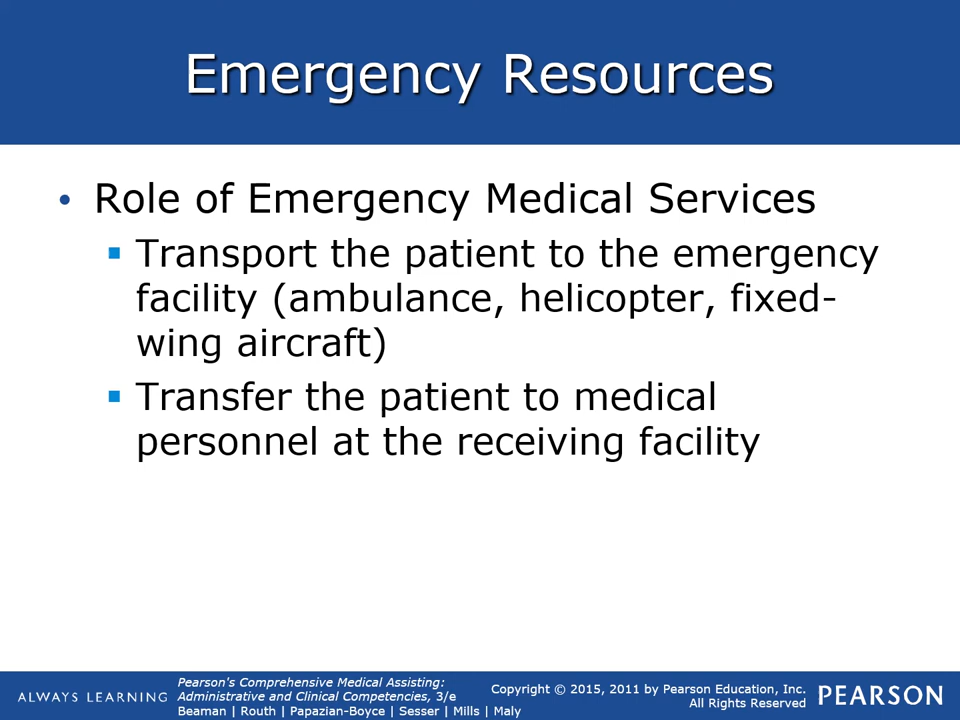 Emergency Resources
• Role of Emergency Medical Services
▪ Transport the patient to the emergency
facility (ambulance, helicopter, fixed-
wing aircraft)
▪ Transfer the patient to medical
personnel at the receiving facility
ALWAYS LEARNING
Pearson's Comprehensive Medical Assisting:
Administrative and Clinical Competencies, 3/e
Beaman | Routh | Papazian-Boyce | Sesser | Mills | Maly
Copyright © 2015, 2011 by Pearson Education, Inc.
All Rights Reserved
PEARSON